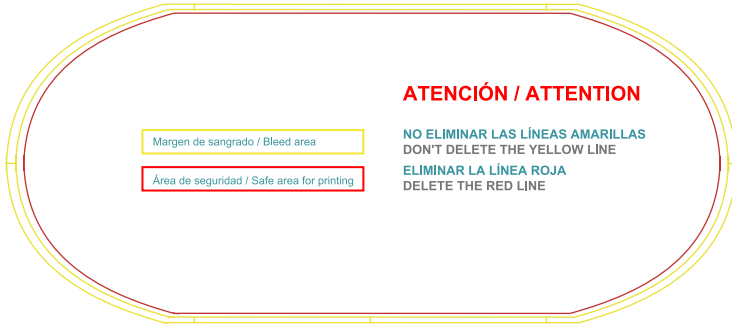 ATENCIÓN / ATTENTION
Margen de sangrado / Bleed area
NO ELIMINAR LAS LÍNEAS AMARILLAS
DON'T DELETE THE YELLOW LINE
Área de seguridad / Safe area for printing
ELIMINAR LA LÍNEA ROJA
DELETE THE RED LINE